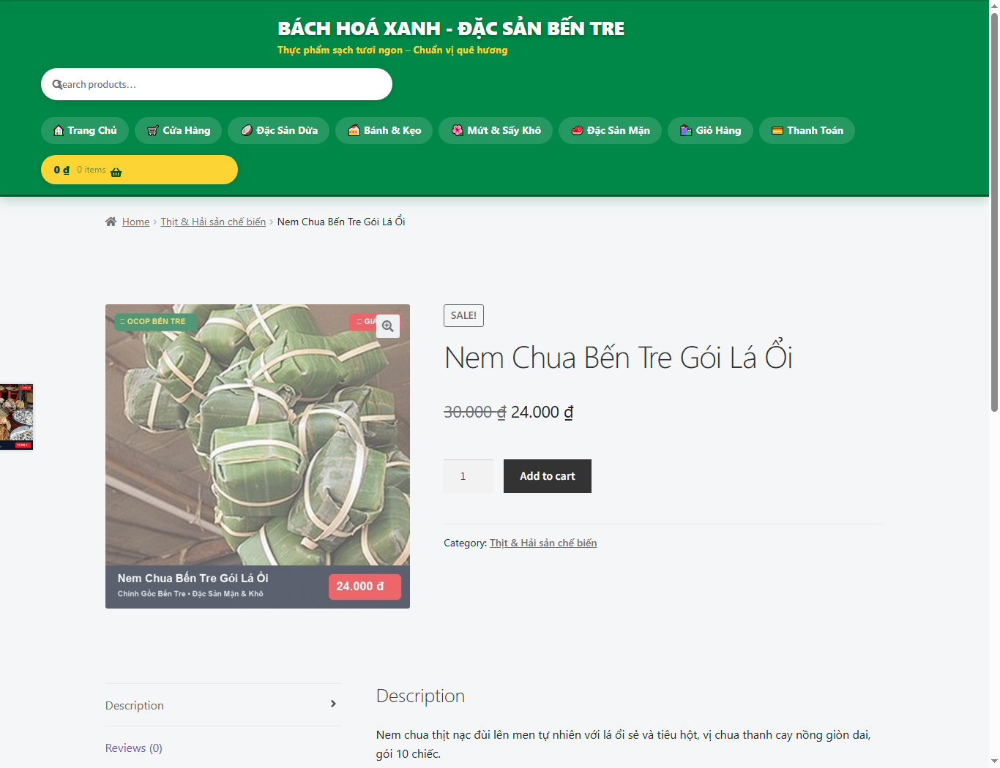 BÁCH HOÁ XANH - ĐẶC SẢN BẾN TRE
Thực phẩm sạch tươi ngon – Chuẩn vị quê hương
Search products…
Trang Chủ
Cửa Hàng
Đặc Sản Dừa
Bánh & Kẹo
Mứt & Sấy Khô
Đặc Sản Mặn
Giỏ Hàng
Thanh Toán
0 ₫ 0 items
Home > Thịt & Hải sản chế biến > Nem Chua Bến Tre Gói Lá Ổi
OCOP BẾN TRE
SALE!
Nem Chua Bến Tre Gói Lá Ổi
30.000 ₫ 24.000 ₫
1
Add to cart
Category: Thịt & Hải sản chế biến
Nem Chua Bến Tre Gói Lá Ổi
Chính Gốc Bến Tre • Đặc Sản Mặn & Khô
24.000 đ
Description
Reviews (0)
Description
Nem chua thịt nạc đùi lên men tự nhiên với lá ổi sẻ và tiêu hột, vị chua thanh cay nồng giòn dai,
gói 10 chiếc.